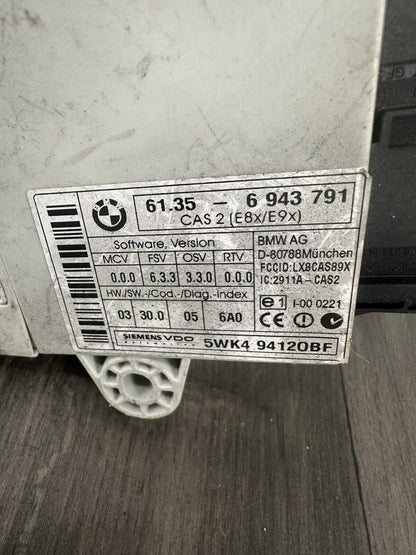 BMW
61.35 - 6 943 791
CAS 2 (E8x/E9x)
Software, Version
MCV FSV OSV RTV
0.0.0 6.3.3 3.3.0 0.0.0
HW./SW.-/Cod.-/Diag.-Index
03 30.0 05 6A0
BMW AG
D-80788München
FCCID:LX8CAS89X
IC:2911A-CAS2
e1 I-00 0221
SIEMENS VDO
5WK4 94120BF